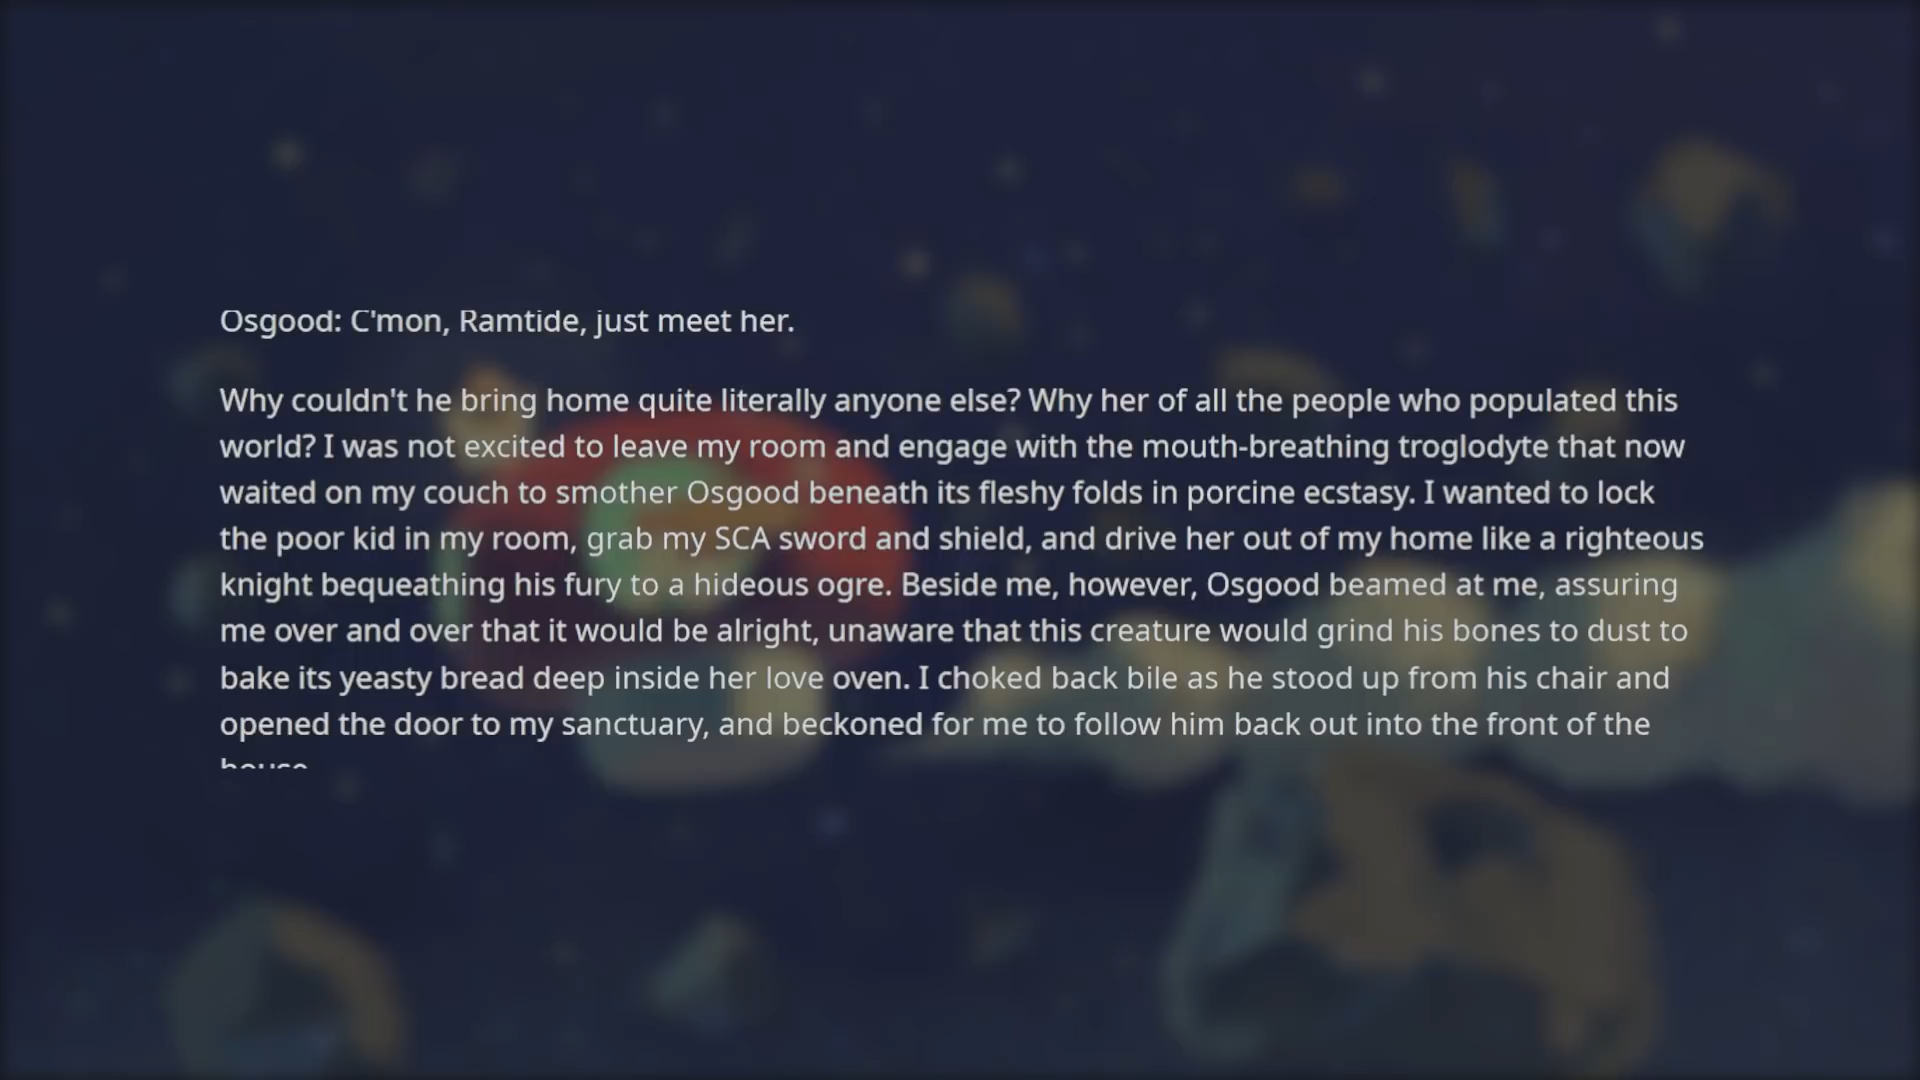 Osgood: C'mon, Ramtide, just meet her.
Why couldn't he bring home quite literally anyone else? Why her of all the people who populated this
world? I was not excited to leave my room and engage with the mouth-breathing troglodyte that now
waited on my couch to smother Osgood beneath its fleshy folds in porcine ecstasy. I wanted to lock
the poor kid in my room, grab my SCA sword and shield, and drive her out of my home like a righteous
knight bequeathing his fury to a hideous ogre. Beside me, however, Osgood beamed at me, assuring
me over and over that it would be alright, unaware that this creature would grind his bones to dust to
bake its yeasty bread deep inside her love oven. I choked back bile as he stood up from his chair and
opened the door to my sanctuary, and beckoned for me to follow him back out into the front of the
house